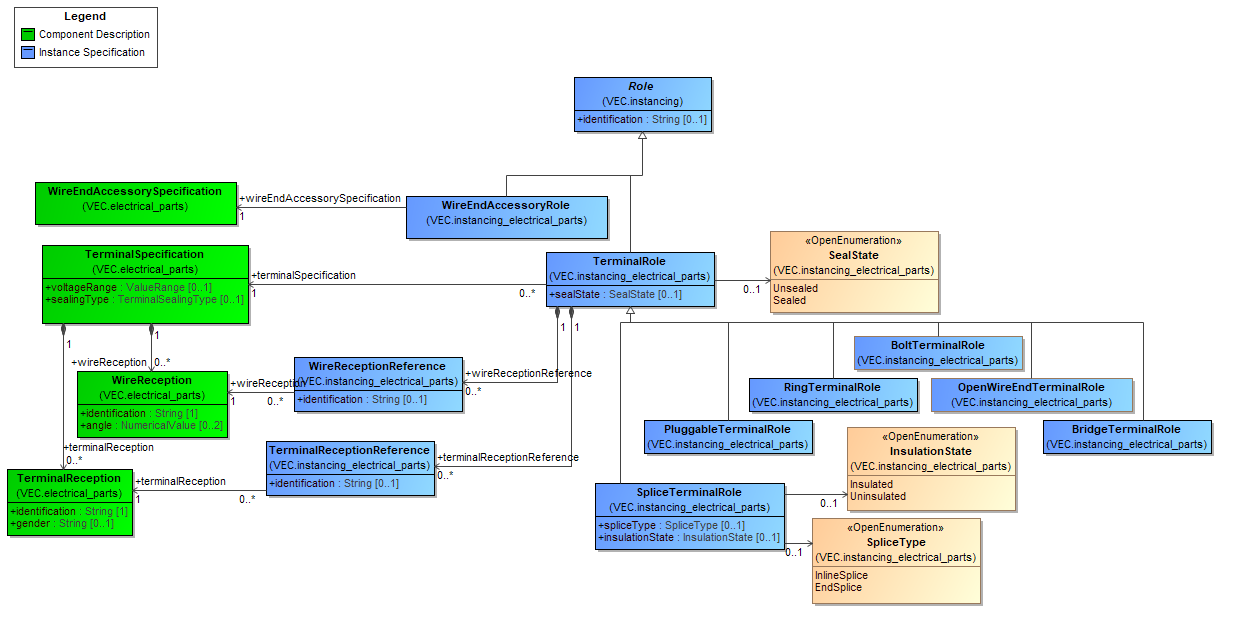 Legend
Component Description
Instance Specification
Role
(VEC.instancing)
+identification : String [0..1]
WireEndAccessorySpecification
(VEC.electrical_parts)
+wireEndAccessorySpecification
1
WireEndAccessoryRole
(VEC.instancing_electrical_parts)
TerminalSpecification
(VEC.electrical_parts)
+voltageRange : ValueRange [0..1]
+sealingType : TerminalSealingType [0..1]
+terminalSpecification
1
0..*
TerminalRole
(VEC.instancing_electrical_parts)
+sealState : SealState [0..1]
0..1
«OpenEnumeration»
SealState
(VEC.instancing_electrical_parts)
Unsealed
Sealed
1
1
1
1
+wireReception
0..*
WireReception
(VEC.electrical_parts)
+identification : String [1]
+angle : NumericalValue [0..2]
+wireReception
1
0..*
WireReceptionReference
(VEC.instancing_electrical_parts)
+identification : String [0..1]
+wireReceptionReference
0..*
BoltTerminalRole
(VEC.instancing_electrical_parts)
RingTerminalRole
(VEC.instancing_electrical_parts)
OpenWireEndTerminalRole
(VEC.instancing_electrical_parts)
PluggableTerminalRole
(VEC.instancing_electrical_parts)
BridgeTerminalRole
(VEC.instancing_electrical_parts)
+terminalReception
0..*
TerminalReception
(VEC.electrical_parts)
+identification : String [1]
+gender : String [0..1]
+terminalReception
1
0..*
TerminalReceptionReference
(VEC.instancing_electrical_parts)
+identification : String [0..1]
+terminalReceptionReference
0..*
«OpenEnumeration»
InsulationState
(VEC.instancing_electrical_parts)
Insulated
Uninsulated
SpliceTerminalRole
(VEC.instancing_electrical_parts)
+spliceType : SpliceType [0..1]
+insulationState : InsulationState [0..1]
0..1
0..1
«OpenEnumeration»
SpliceType
(VEC.instancing_electrical_parts)
InlineSplice
EndSplice